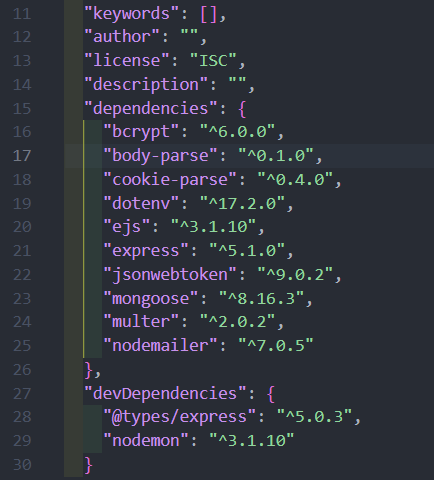 11 "keywords": [],
12 "author": "",
13 "license": "ISC",
14 "description": "",
15 "dependencies": {
16 "bcrypt": "^6.0.0",
17 "body-parse": "^0.1.0",
18 "cookie-parse": "^0.4.0",
19 "dotenv": "^17.2.0",
20 "ejs": "^3.1.10",
21 "express": "^5.1.0",
22 "jsonwebtoken": "^9.0.2",
23 "mongoose": "^8.16.3",
24 "multer": "^2.0.2",
25 "nodemailer": "^7.0.5"
26 },
27 "devDependencies": {
28 "@types/express": "^5.0.3",
29 "nodemon": "^3.1.10"
30 }